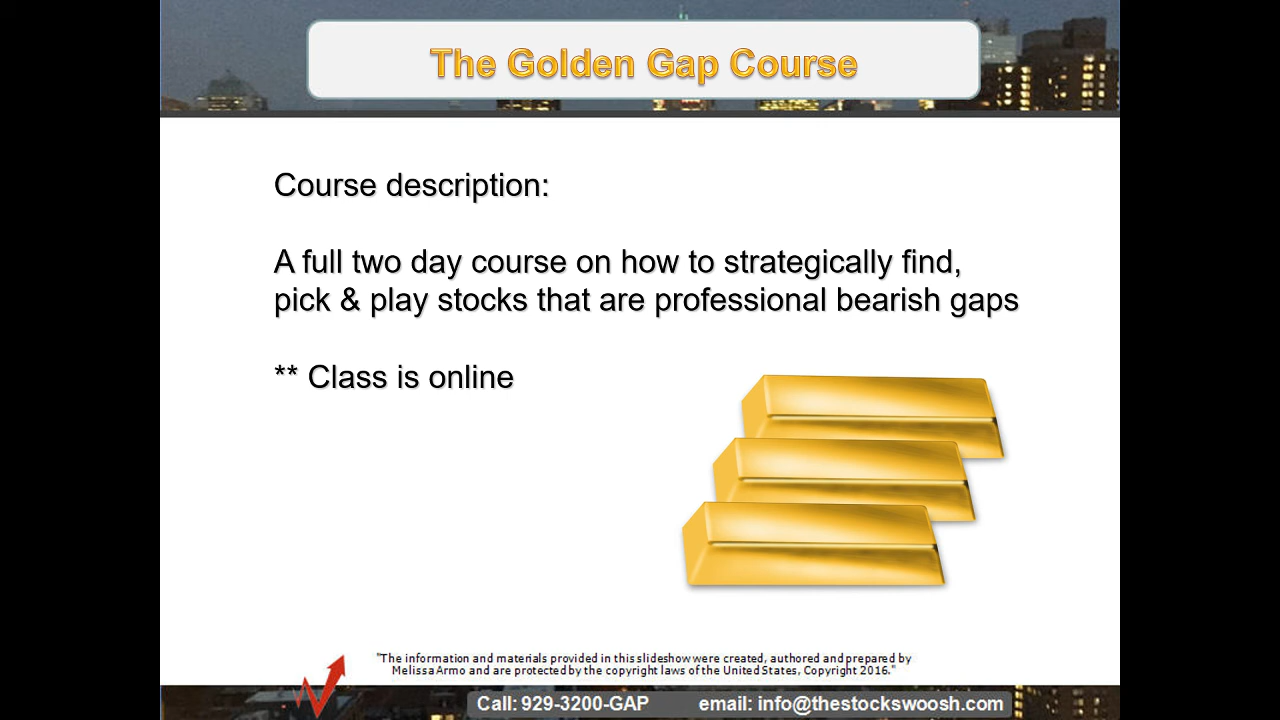 The Golden Gap Course
Course description:
A full two day course on how to strategically find,
pick & play stocks that are professional bearish gaps
** Class is online
"The information and materials provided in this slideshow were created, authored and prepared by
Melissa Armo and are protected by the copyright laws of the United States, Copyright 2016."
Call: 929-3200-GAP email: info@thestockswoosh.com